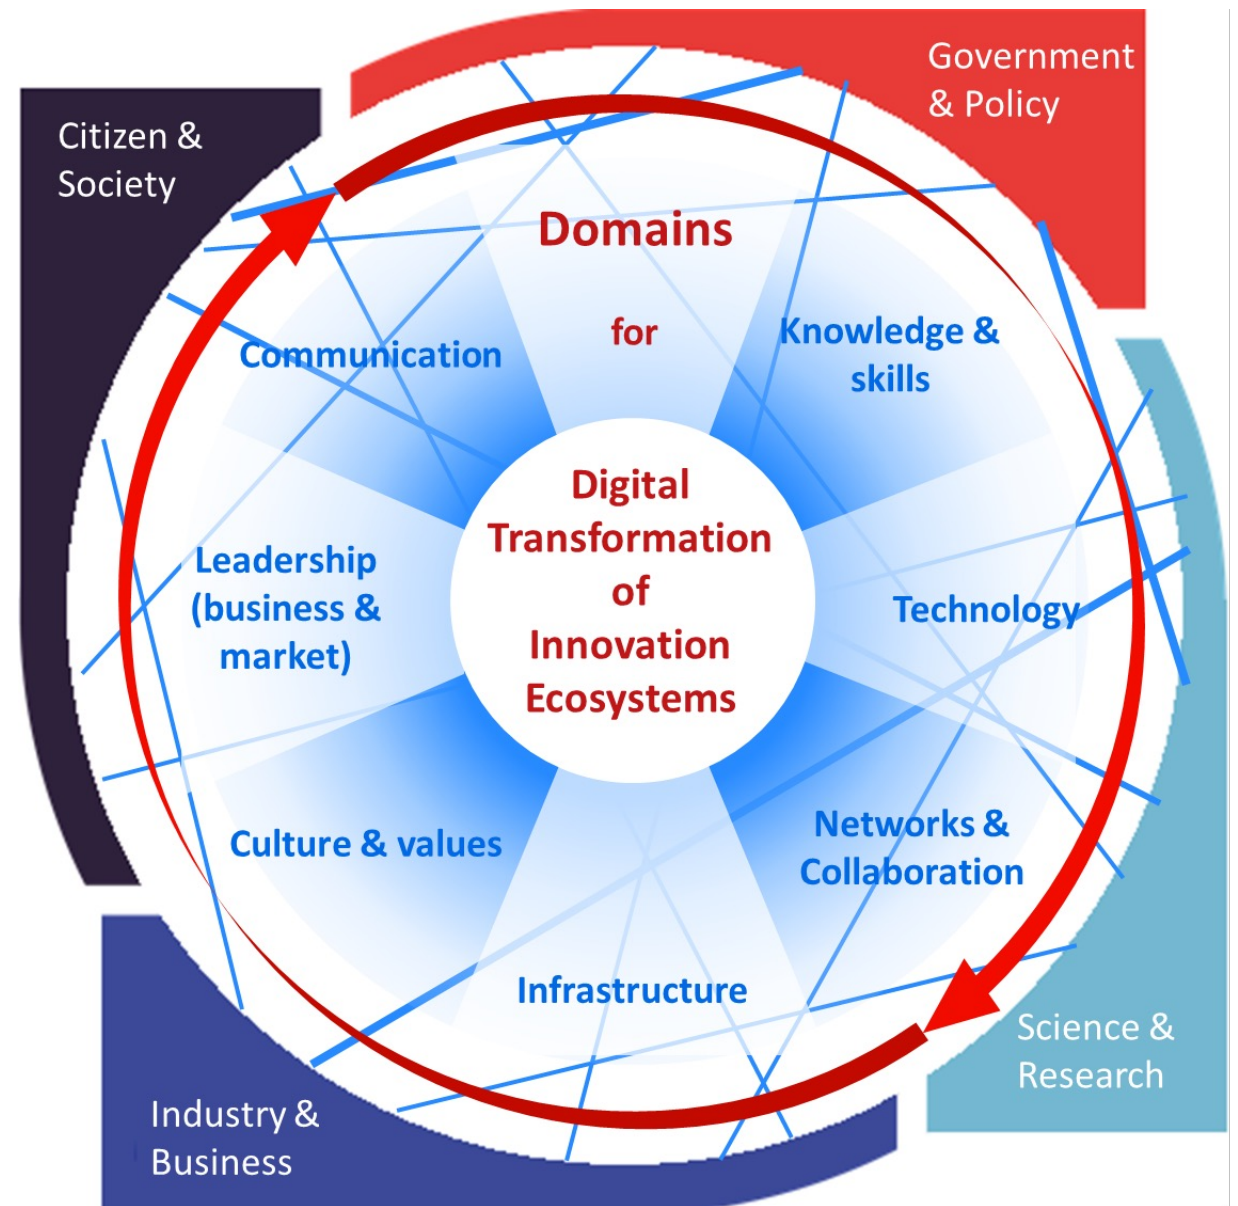 Government
& Policy
Citizen &
Society
Domains
for
Knowledge &
skills
Communication
Digital
Transformation
of
Innovation
Ecosystems
Leadership
(business &
market)
Technology
Networks &
Collaboration
Culture & values
Infrastructure
Science &
Research
Industry &
Business